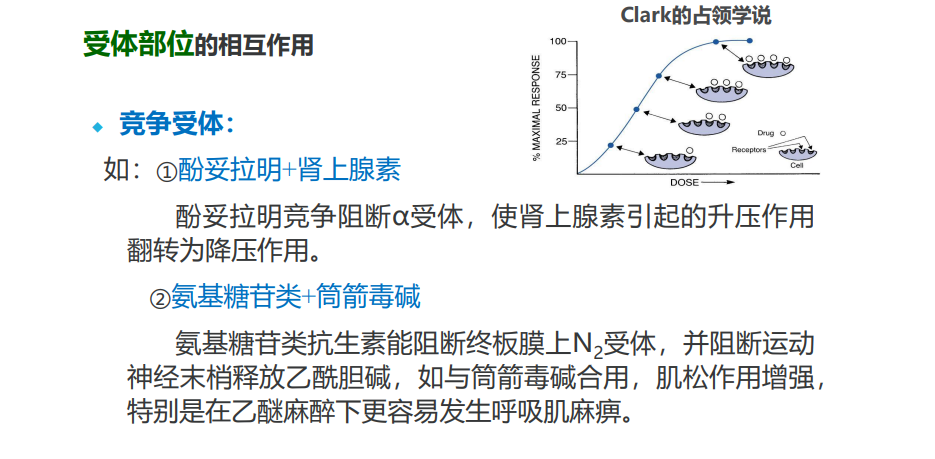 Clark的占领学说
受体部位的相互作用
100
75
50
25
% MAXIMAL RESPONSE
DOSE
Drug
Receptors
Cell
竞争受体：
如：①酚妥拉明+肾上腺素
酚妥拉明竞争阻断α受体，使肾上腺素引起的升压作用
翻转为降压作用。
②氨基糖苷类+筒箭毒碱
氨基糖苷类抗生素能阻断终板膜上N₂受体，并阻断运动
神经末梢释放乙酰胆碱，如与筒箭毒碱合用，肌松作用增强，
特别是在乙醚麻醉下更容易发生呼吸肌麻痹。